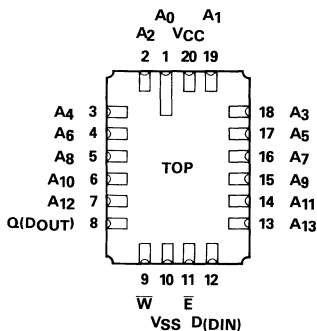 A0 A1
A2 VCC
2 1 20 19
A4 3 18 A3
A6 4 17 A5
A8 5 TOP 16 A7
A10 6 15 A9
A12 7 14 A11
Q(DOUT) 8 13 A13
9 10 11 12
W̅ E̅
VSS D(DIN)